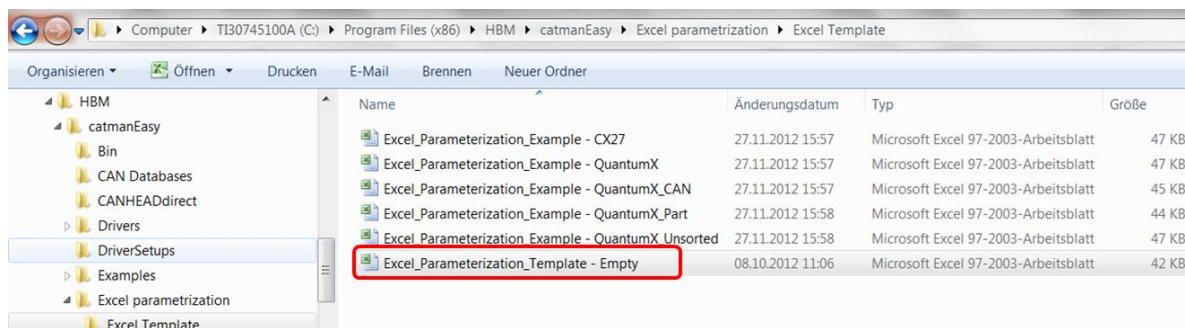 Computer TI30745100A (C:) Program Files (x86) HBM catmanEasy Excel parametrization Excel Template
Organisieren Öffnen Drucken E-Mail Brennen Neuer Ordner
HBM
catmanEasy
Bin
CAN Databases
CANHEADdirect
Drivers
DriverSetups
Examples
Excel parametrization
Excel Template
Name Änderungsdatum Typ Größe
Excel_Parameterization_Example - CX27 27.11.2012 15:57 Microsoft Excel 97-2003-Arbeitsblatt 47 KB
Excel_Parameterization_Example - QuantumX 27.11.2012 15:57 Microsoft Excel 97-2003-Arbeitsblatt 47 KB
Excel_Parameterization_Example - QuantumX_CAN 27.11.2012 15:57 Microsoft Excel 97-2003-Arbeitsblatt 45 KB
Excel_Parameterization_Example - QuantumX_Part 27.11.2012 15:58 Microsoft Excel 97-2003-Arbeitsblatt 44 KB
Excel_Parameterization_Example - QuantumX_Unsorted 27.11.2012 15:58 Microsoft Excel 97-2003-Arbeitsblatt 47 KB
Excel_Parameterization_Template - Empty 08.10.2012 11:06 Microsoft Excel 97-2003-Arbeitsblatt 42 KB